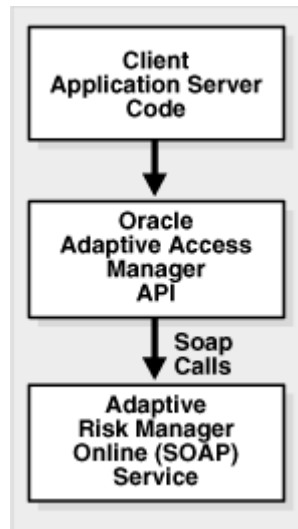 Client
Application Server
Code
Oracle
Adaptive Access
Manager
API
Soap
Calls
Adaptive
Risk Manager
Online (SOAP)
Service